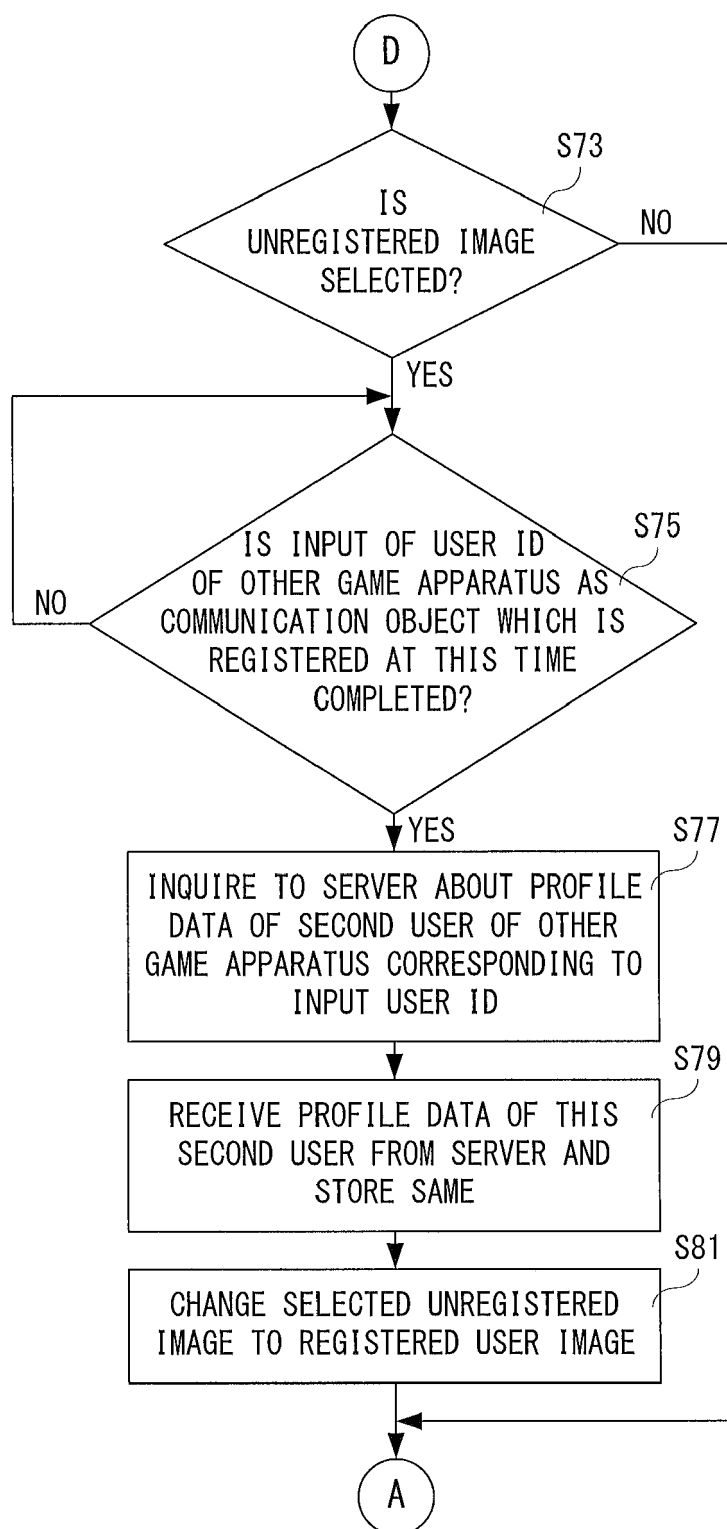 D
S73
IS
UNREGISTERED IMAGE
SELECTED?
NO
YES
S75
IS INPUT OF USER ID
OF OTHER GAME APPARATUS AS
COMMUNICATION OBJECT WHICH IS
REGISTERED AT THIS TIME
COMPLETED?
NO
YES
S77
INQUIRE TO SERVER ABOUT PROFILE
DATA OF SECOND USER OF OTHER
GAME APPARATUS CORRESPONDING TO
INPUT USER ID
S79
RECEIVE PROFILE DATA OF THIS
SECOND USER FROM SERVER AND
STORE SAME
S81
CHANGE SELECTED UNREGISTERED
IMAGE TO REGISTERED USER IMAGE
A